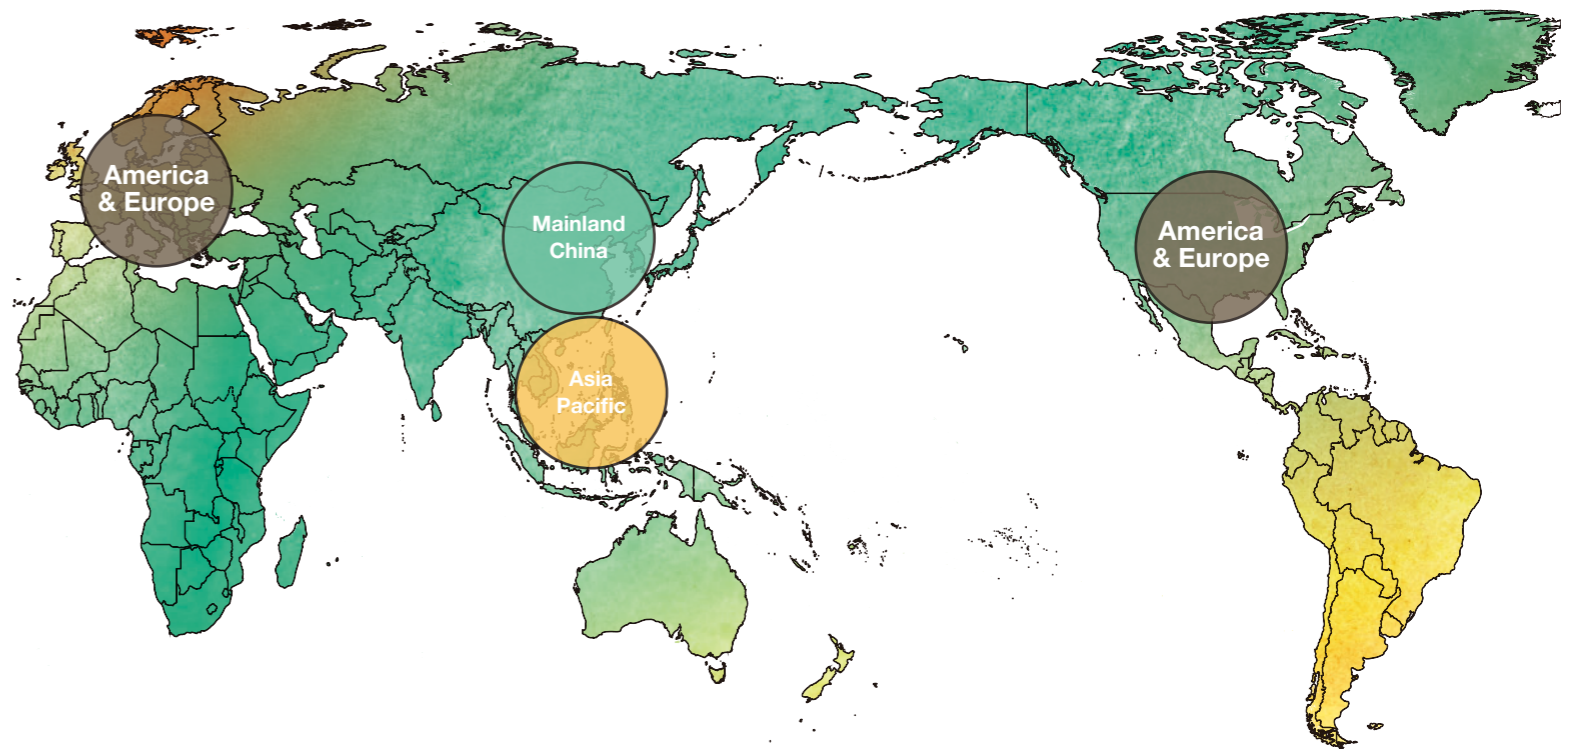 America
& Europe
Mainland
China
Asia
Pacific
America
& Europe